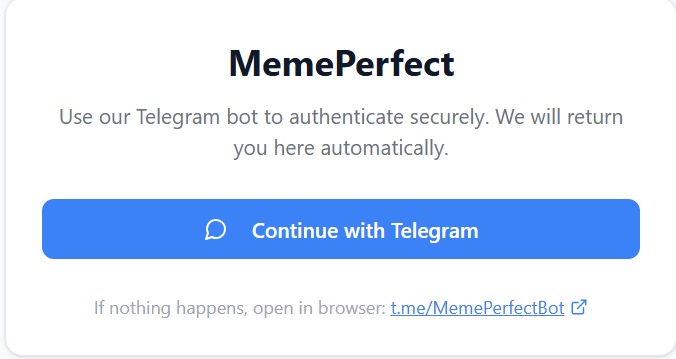 MemePerfect
Use our Telegram bot to authenticate securely. We will return
you here automatically.
Continue with Telegram
If nothing happens, open in browser: t.me/MemePerfectBot